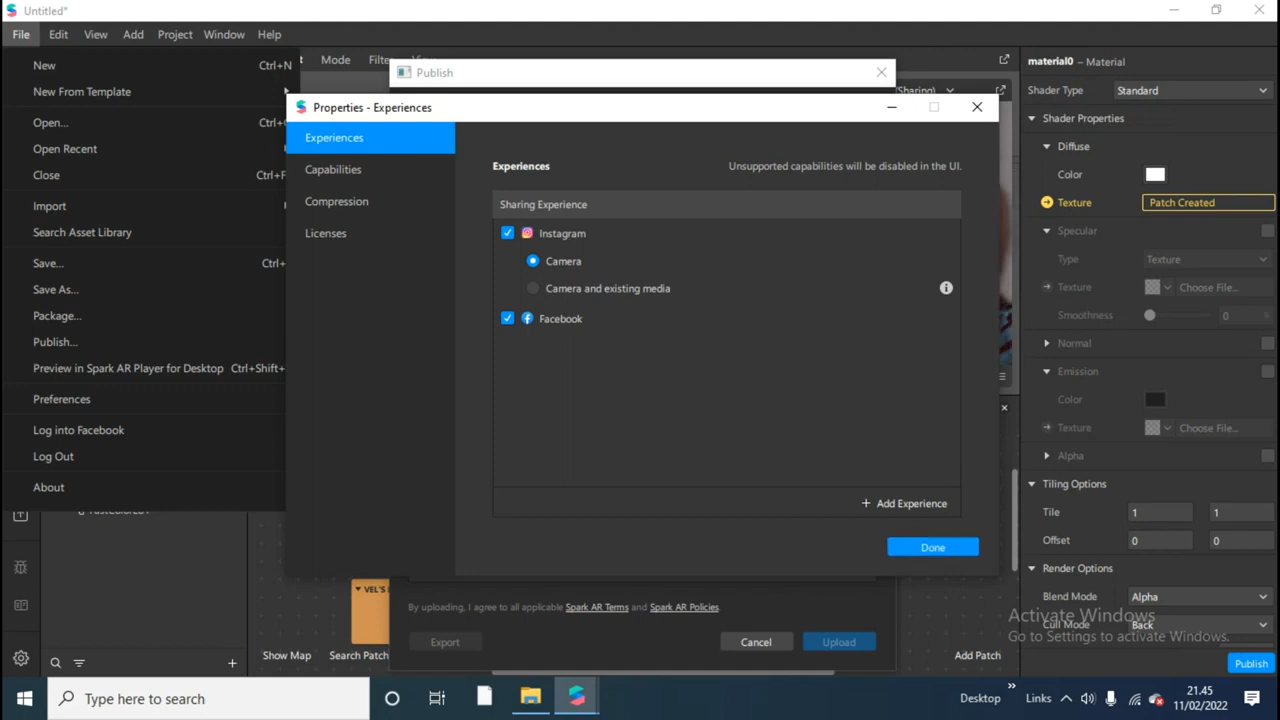 Untitled*
File Edit View Add Project Window Help
New Ctrl+N
New From Template
Open... Ctrl+
Open Recent
Close Ctrl+F
Import
Search Asset Library
Save... Ctrl+
Save As...
Package...
Publish...
Preview in Spark AR Player for Desktop Ctrl+Shift+
Preferences
Log into Facebook
Log Out
About
Mode Filte
Publish
(Sharing)
Properties - Experiences
Experiences
Capabilities
Compression
Licenses
Experiences Unsupported capabilities will be disabled in the UI.
Sharing Experience
Instagram
Camera
Camera and existing media
Facebook
+ Add Experience
Done
By uploading, I agree to all applicable Spark AR Terms and Spark AR Policies.
Export Cancel Upload
VEL'S
Show Map Search Patch Add Patch
material0 – Material
Shader Type Standard
Shader Properties
Diffuse
Color
Texture Patch Created
Specular
Type Texture
Texture Choose File...
Smoothness 0 %
Normal
Emission
Color
Texture Choose File...
Alpha
Tiling Options
Tile 1 1
Offset 0 0
Render Options
Blend Mode Alpha
Cull Mode Back
Activate Windows
Go to Settings to activate Windows.
Publish
Type here to search
Desktop » Links
21.45
11/02/2022